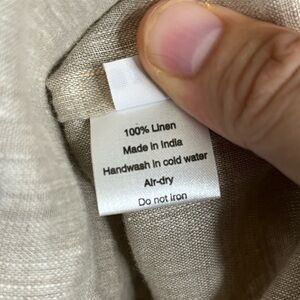 100% Linen
Made in India
Handwash in cold water
Air-dry
Do not iron